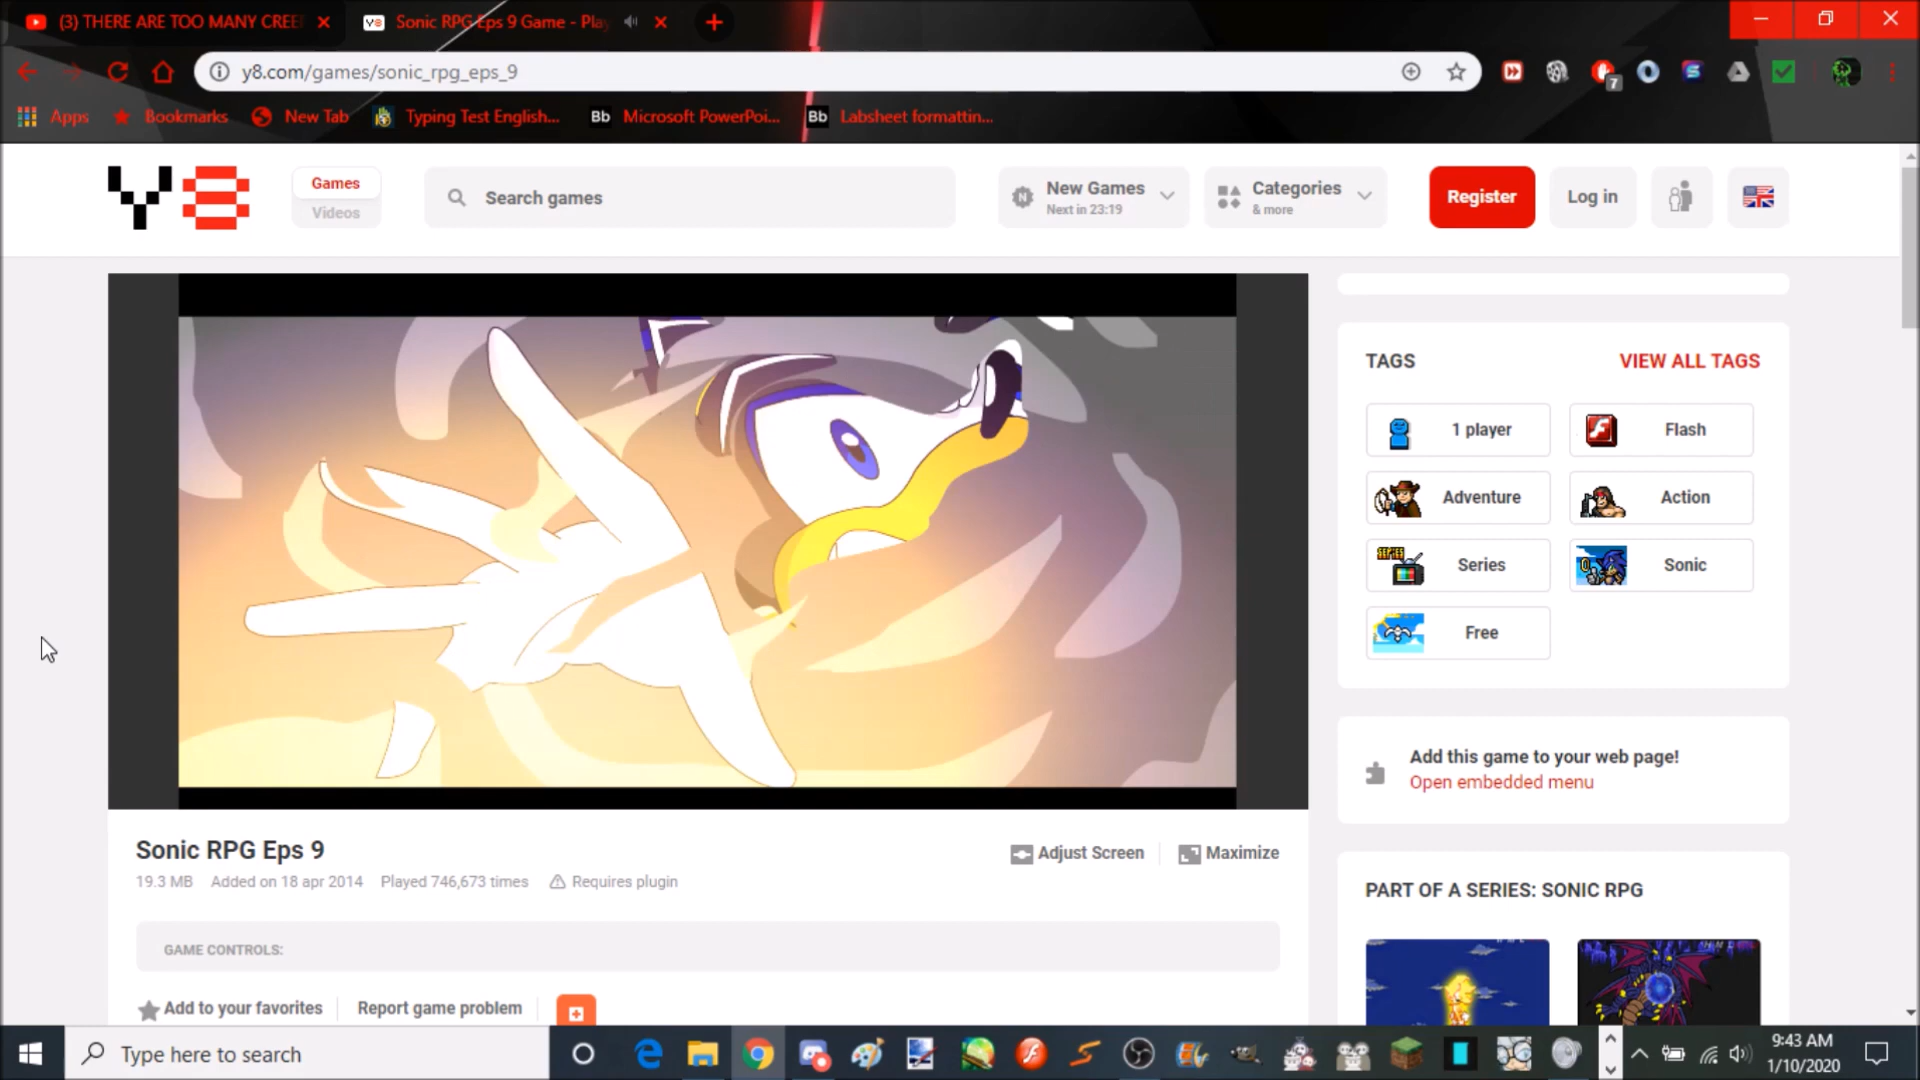 (3) THERE ARE TOO MANY CREE
Sonic RPG Eps 9 Game - Play
y8.com/games/sonic_rpg_eps_9
7
Apps
Bookmarks
New Tab
Typing Test English...
Bb Microsoft PowerPoi...
Bb Labsheet formattin...
Y8
Games
Videos
Search games
New Games
Next in 23:19
Categories
& more
Register
Log in
TAGS
VIEW ALL TAGS
1 player
Flash
Adventure
Action
SERIES
Series
Sonic
Free
Add this game to your web page!
Open embedded menu
Sonic RPG Eps 9
Adjust Screen
Maximize
19.3 MB
Added on 18 apr 2014
Played 746,673 times
Requires plugin
PART OF A SERIES: SONIC RPG
GAME CONTROLS:
Add to your favorites
Report game problem
Type here to search
9:43 AM
1/10/2020